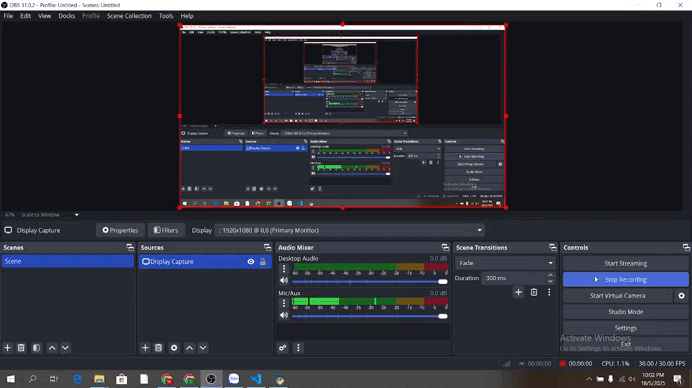 OBS 31.0.2 - Profile: Untitled - Scenes: Untitled
File Edit View Docks Profile Scene Collection Tools Help
47% Scale to Window
Display Capture Properties Filters Display : 1920x1080 @ 0,0 (Primary Monitor)
Scenes
Scene
Sources
Display Capture
Audio Mixer
Desktop Audio 0.0 dB
-60 -55 -50 -45 -40 -35 -30 -25 -20 -15 -10 -5 0
Mic/Aux 0.0 dB
-60 -55 -50 -45 -40 -35 -30 -25 -20 -15 -10 -5 0
Scene Transitions
Fade
Duration 300 ms
Controls
Start Streaming
Stop Recording
Start Virtual Camera
Studio Mode
Settings
Exit
Activate Windows
Go to Settings to activate Windows.
00:00:00 00:00:00 CPU: 1.1% 30.00 / 30.00 FPS
10:02 PM
18/5/2025